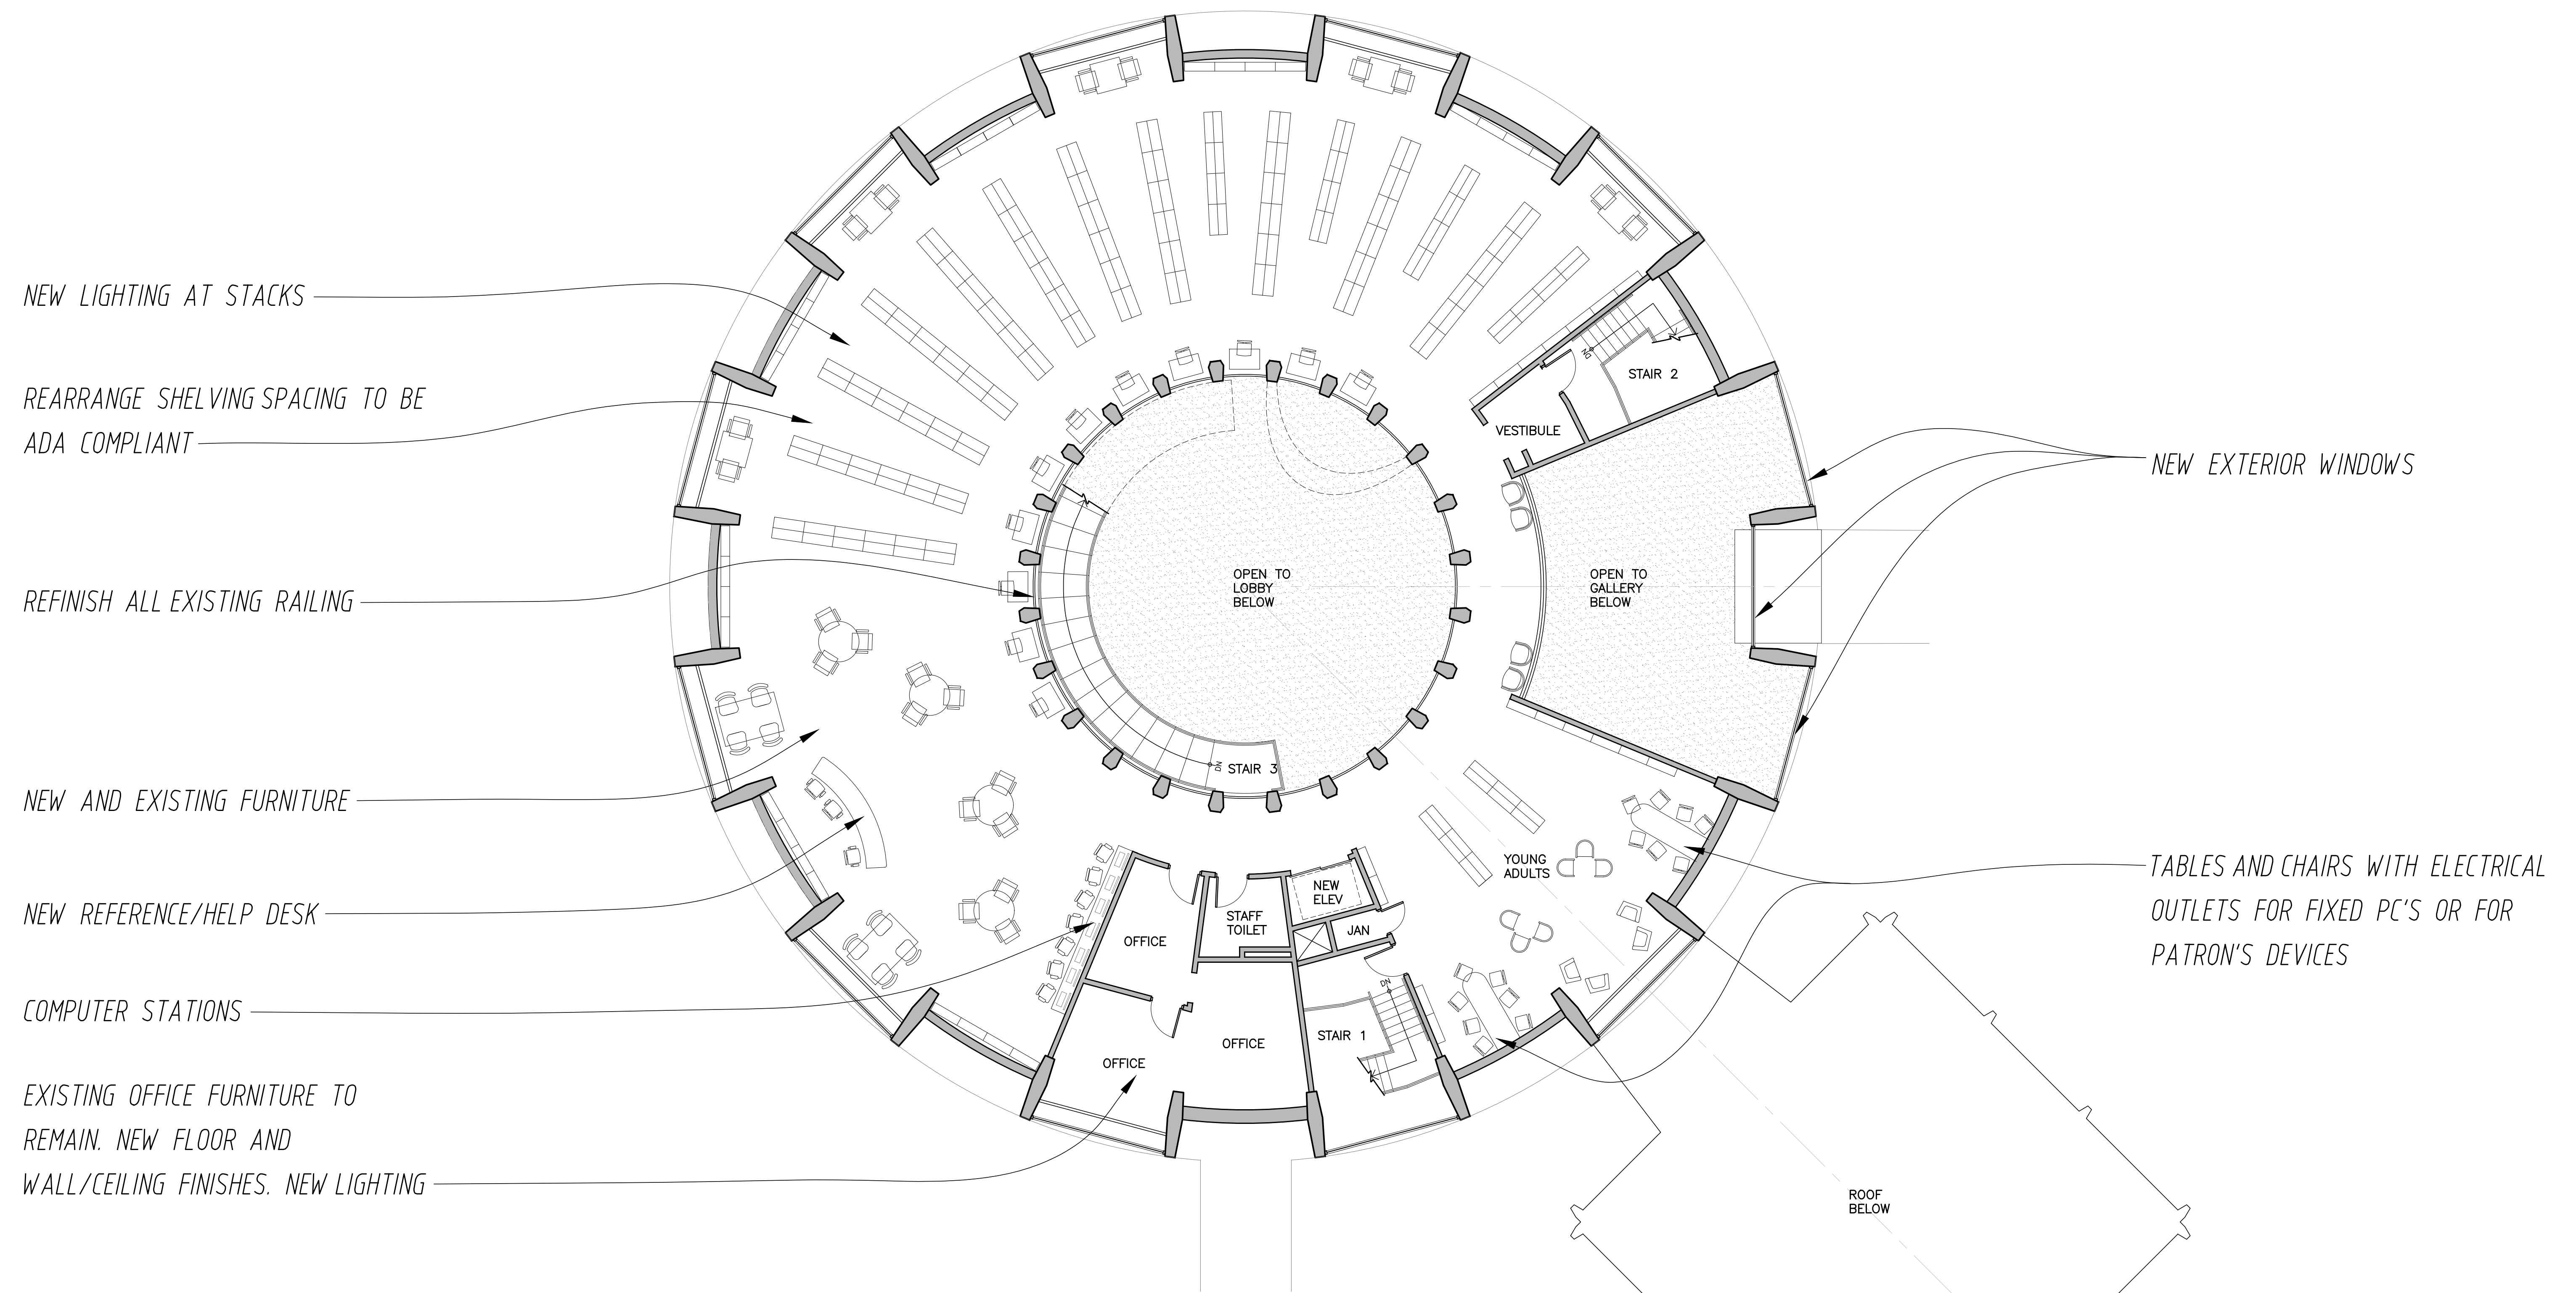 NEW LIGHTING AT STACKS
REARRANGE SHELVING SPACING TO BE
ADA COMPLIANT
REFINISH ALL EXISTING RAILING
NEW AND EXISTING FURNITURE
NEW REFERENCE/HELP DESK
COMPUTER STATIONS
EXISTING OFFICE FURNITURE TO
REMAIN. NEW FLOOR AND
WALL/CEILING FINISHES. NEW LIGHTING
DN
STAIR 2
VESTIBULE
OPEN TO
LOBBY
BELOW
OPEN TO
GALLERY
BELOW
DN
STAIR 3
YOUNG
ADULTS
NEW
ELEV
STAFF
TOILET
JAN
OFFICE
DN
STAIR 1
OFFICE
OFFICE
NEW EXTERIOR WINDOWS
TABLES AND CHAIRS WITH ELECTRICAL
OUTLETS FOR FIXED PC'S OR FOR
PATRON'S DEVICES
ROOF
BELOW